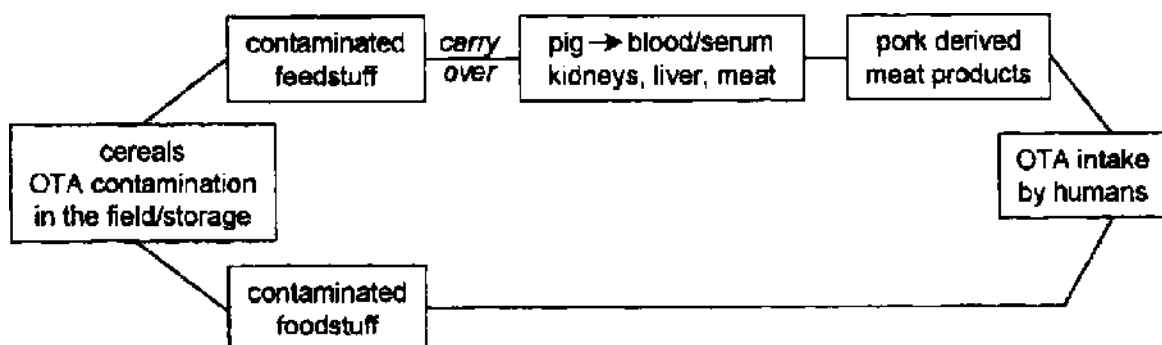 contaminated
feedstuff
carry
over
pig → blood/serum
kidneys, liver, meat
pork derived
meat products
cereals
OTA contamination
in the field/storage
OTA intake
by humans
contaminated
foodstuff